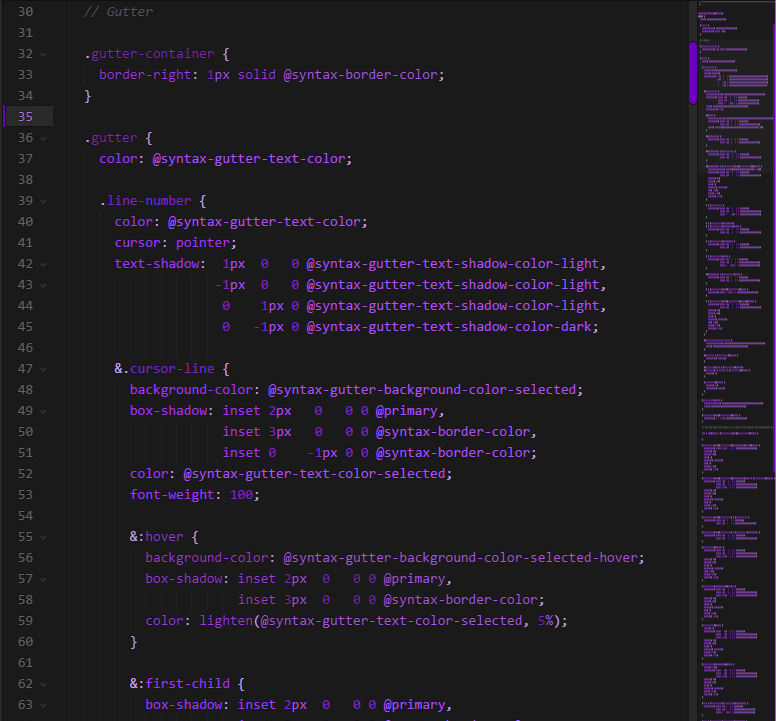 30 // Gutter
31
32 .gutter-container {
33 border-right: 1px solid @syntax-border-color;
34 }
35
36 .gutter {
37 color: @syntax-gutter-text-color;
38
39 .line-number {
40 color: @syntax-gutter-text-color;
41 cursor: pointer;
42 text-shadow: 1px 0 0 @syntax-gutter-text-shadow-color-light,
43 -1px 0 0 @syntax-gutter-text-shadow-color-light,
44 0 1px 0 @syntax-gutter-text-shadow-color-light,
45 0 -1px 0 @syntax-gutter-text-shadow-color-dark;
46
47 &.cursor-line {
48 background-color: @syntax-gutter-background-color-selected;
49 box-shadow: inset 2px 0 0 0 @primary,
50 inset 3px 0 0 0 @syntax-border-color,
51 inset 0 -1px 0 0 @syntax-border-color;
52 color: @syntax-gutter-text-color-selected;
53 font-weight: 100;
54
55 &:hover {
56 background-color: @syntax-gutter-background-color-selected-hover;
57 box-shadow: inset 2px 0 0 0 @primary,
58 inset 3px 0 0 0 @syntax-border-color;
59 color: lighten(@syntax-gutter-text-color-selected, 5%);
60 }
61
62 &:first-child {
63 box-shadow: inset 2px 0 0 0 @primary,